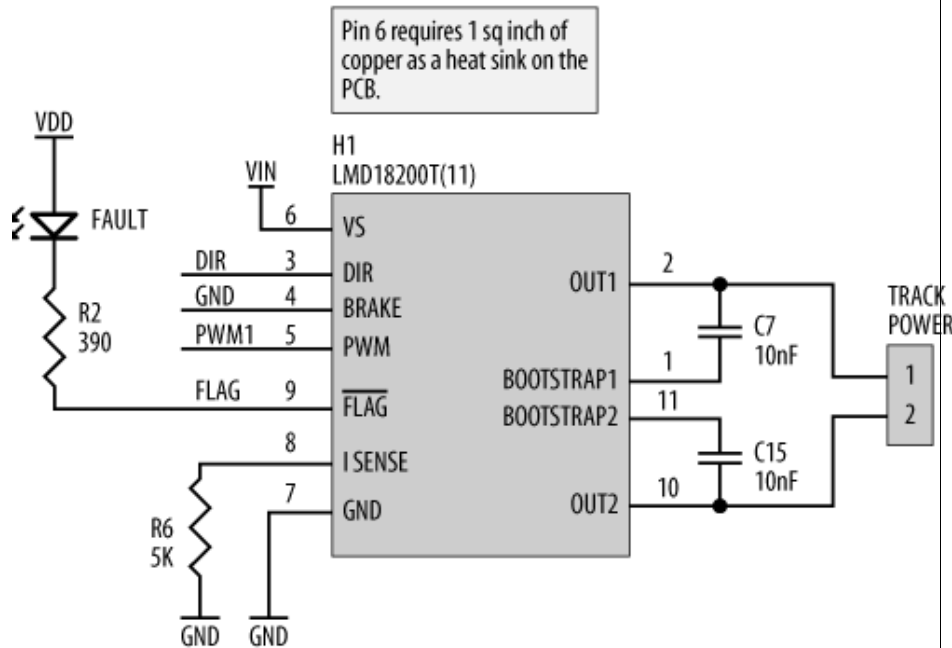 Pin 6 requires 1 sq inch of
copper as a heat sink on the
PCB.
VDD
H1
LMD18200T(11)
VIN
FAULT
6
VS
DIR
3
DIR
GND
4
BRAKE
PWM1
5
PWM
R2
390
FLAG
9
FLAG
8
I SENSE
7
GND
R6
5K
GND
GND
OUT1
2
C7
10nF
BOOTSTRAP1
1
BOOTSTRAP2
11
C15
10nF
OUT2
10
TRACK
POWER
1
2